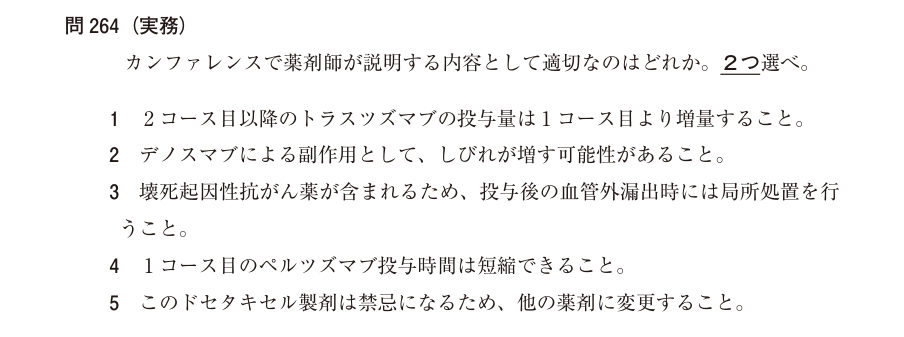 問 264（実務）
カンファレンスで薬剤師が説明する内容として適切なのはどれか。２つ選べ。
1　２コース目以降のトラスツズマブの投与量は１コース目より増量すること。
2　デノスマブによる副作用として、しびれが増す可能性があること。
3　壊死起因性抗がん薬が含まれるため、投与後の血管外漏出時には局所処置を行
うこと。
4　１コース目のペルツズマブ投与時間は短縮できること。
5　このドセタキセル製剤は禁忌になるため、他の薬剤に変更すること。